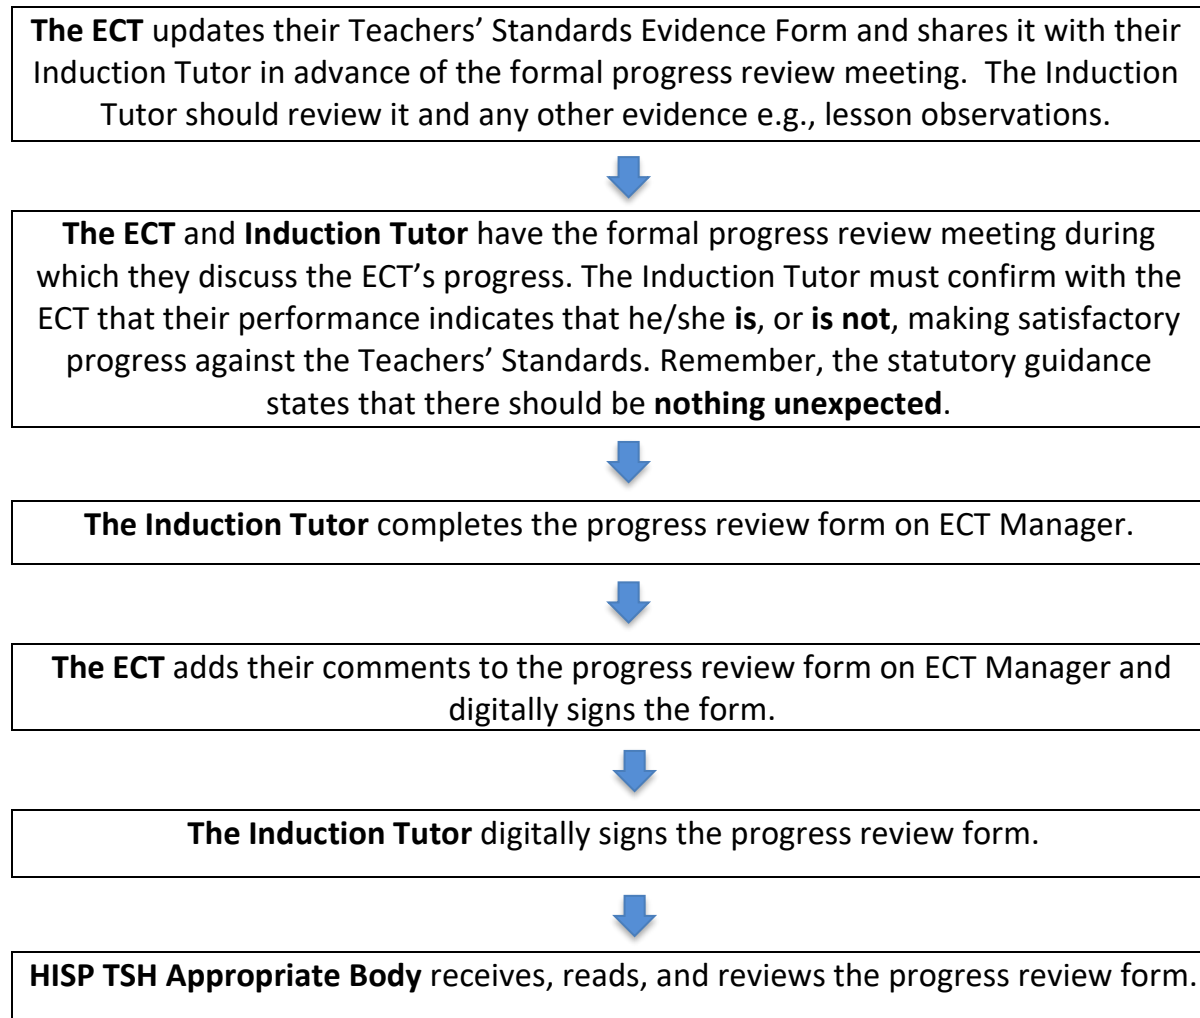 The ECT updates their Teachers’ Standards Evidence Form and shares it with their
Induction Tutor in advance of the formal progress review meeting.  The Induction
Tutor should review it and any other evidence e.g., lesson observations.
The ECT and Induction Tutor have the formal progress review meeting during
which they discuss the ECT’s progress. The Induction Tutor must confirm with the
ECT that their performance indicates that he/she is, or is not, making satisfactory
progress against the Teachers’ Standards. Remember, the statutory guidance
states that there should be nothing unexpected.
The Induction Tutor completes the progress review form on ECT Manager.
The ECT adds their comments to the progress review form on ECT Manager and
digitally signs the form.
The Induction Tutor digitally signs the progress review form.
HISP TSH Appropriate Body receives, reads, and reviews the progress review form.